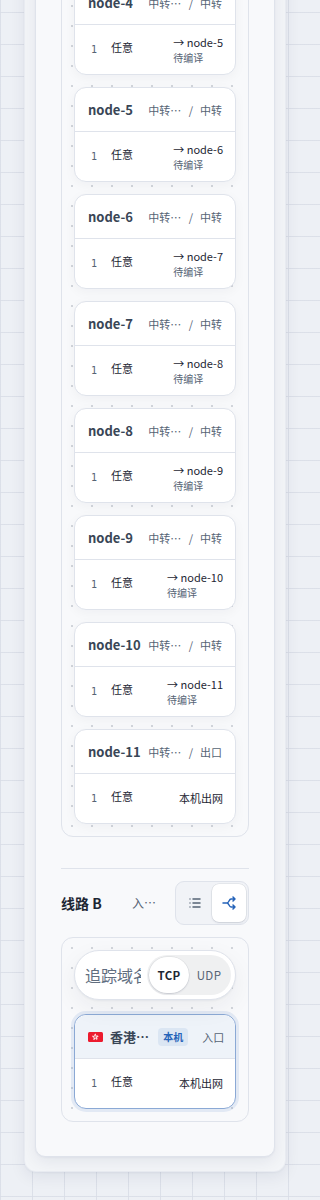 node-4 中转… / 中转
1 任意 → node-5
待编译
node-5 中转… / 中转
1 任意 → node-6
待编译
node-6 中转… / 中转
1 任意 → node-7
待编译
node-7 中转… / 中转
1 任意 → node-8
待编译
node-8 中转… / 中转
1 任意 → node-9
待编译
node-9 中转… / 中转
1 任意 → node-10
待编译
node-10 中转… / 中转
1 任意 → node-11
待编译
node-11 中转… / 出口
1 任意 本机出网
线路 B 入…
追踪域名 TCP UDP
香港… 本机 入口
1 任意 本机出网